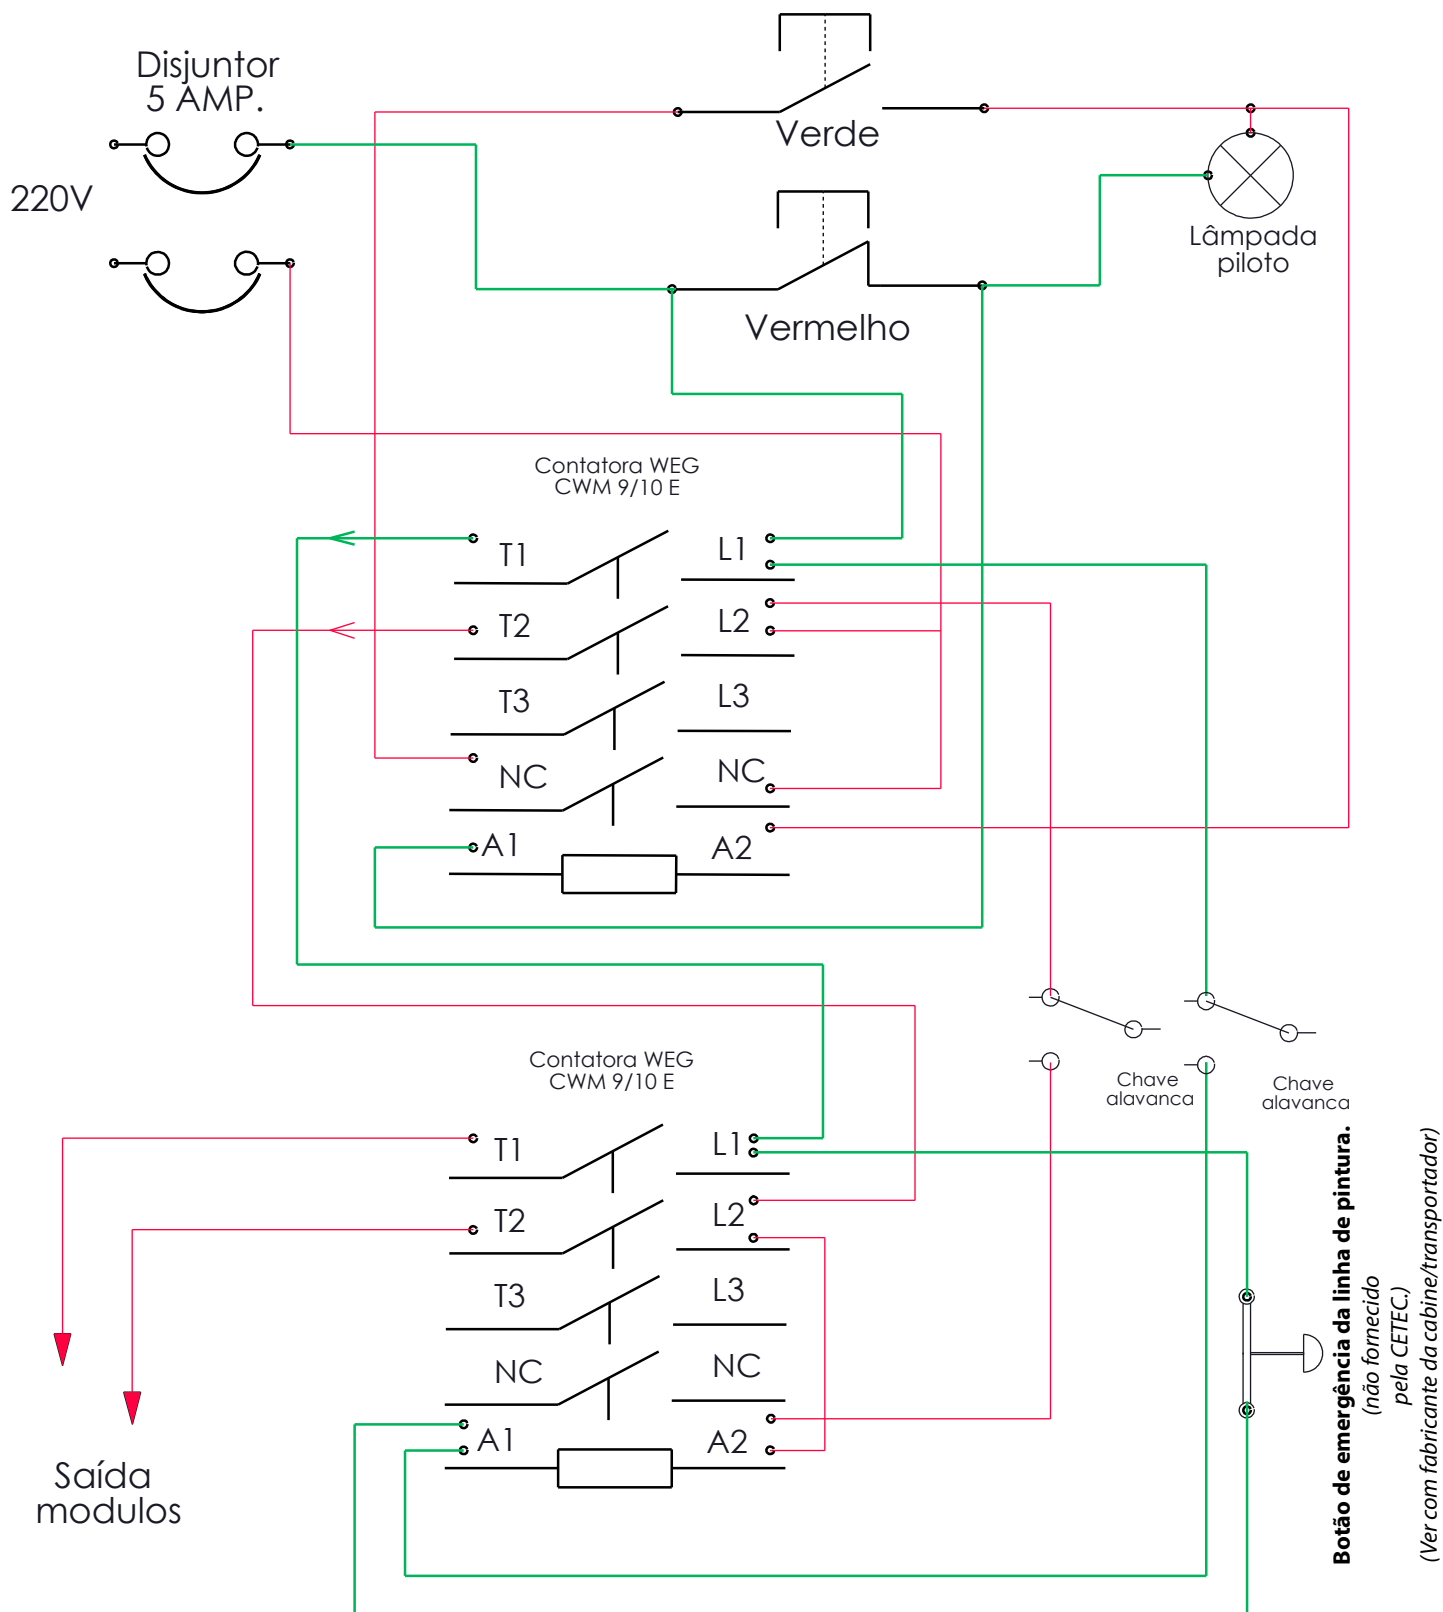 Disjuntor
5 AMP.
220V
Verde
Lâmpada
piloto
Vermelho
Contatora WEG
CWM 9/10 E
T1
L1
T2
L2
T3
L3
NC
NC
A1
A2
Contatora WEG
CWM 9/10 E
Chave
alavanca
Chave
alavanca
T1
L1
T2
L2
T3
L3
NC
NC
A1
A2
Saída
modulos
Botão de emergência da linha de pintura.
(não fornecido
pela CETEC.)
(Ver com fabricante da cabine/transportador)